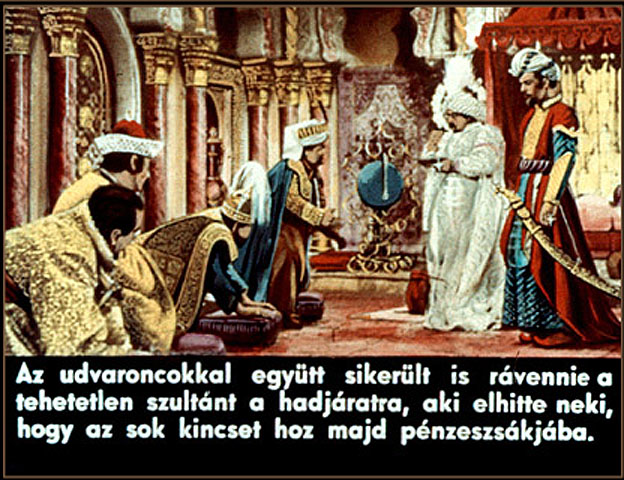 Az udvaroncokkal együtt sikerült is rávennie a
tehetetlen szultánt a hadjáratra, aki elhitte neki,
hogy az sok kincset hoz majd pénzeszsákjába.